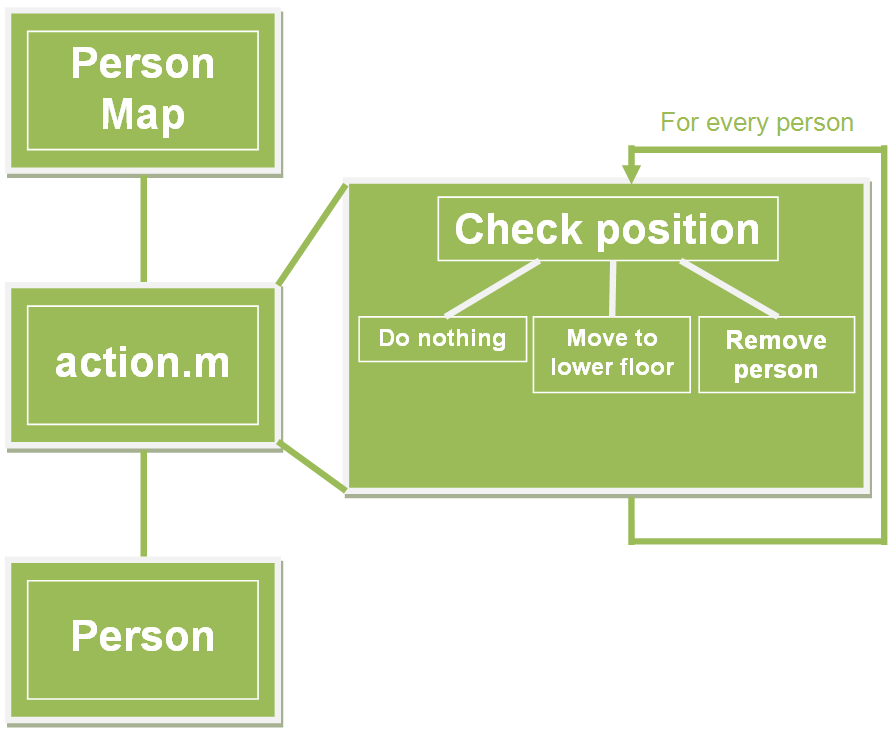 Person
Map
For every person
Check position
Do nothing
Move to
lower floor
Remove
person
action.m
Person